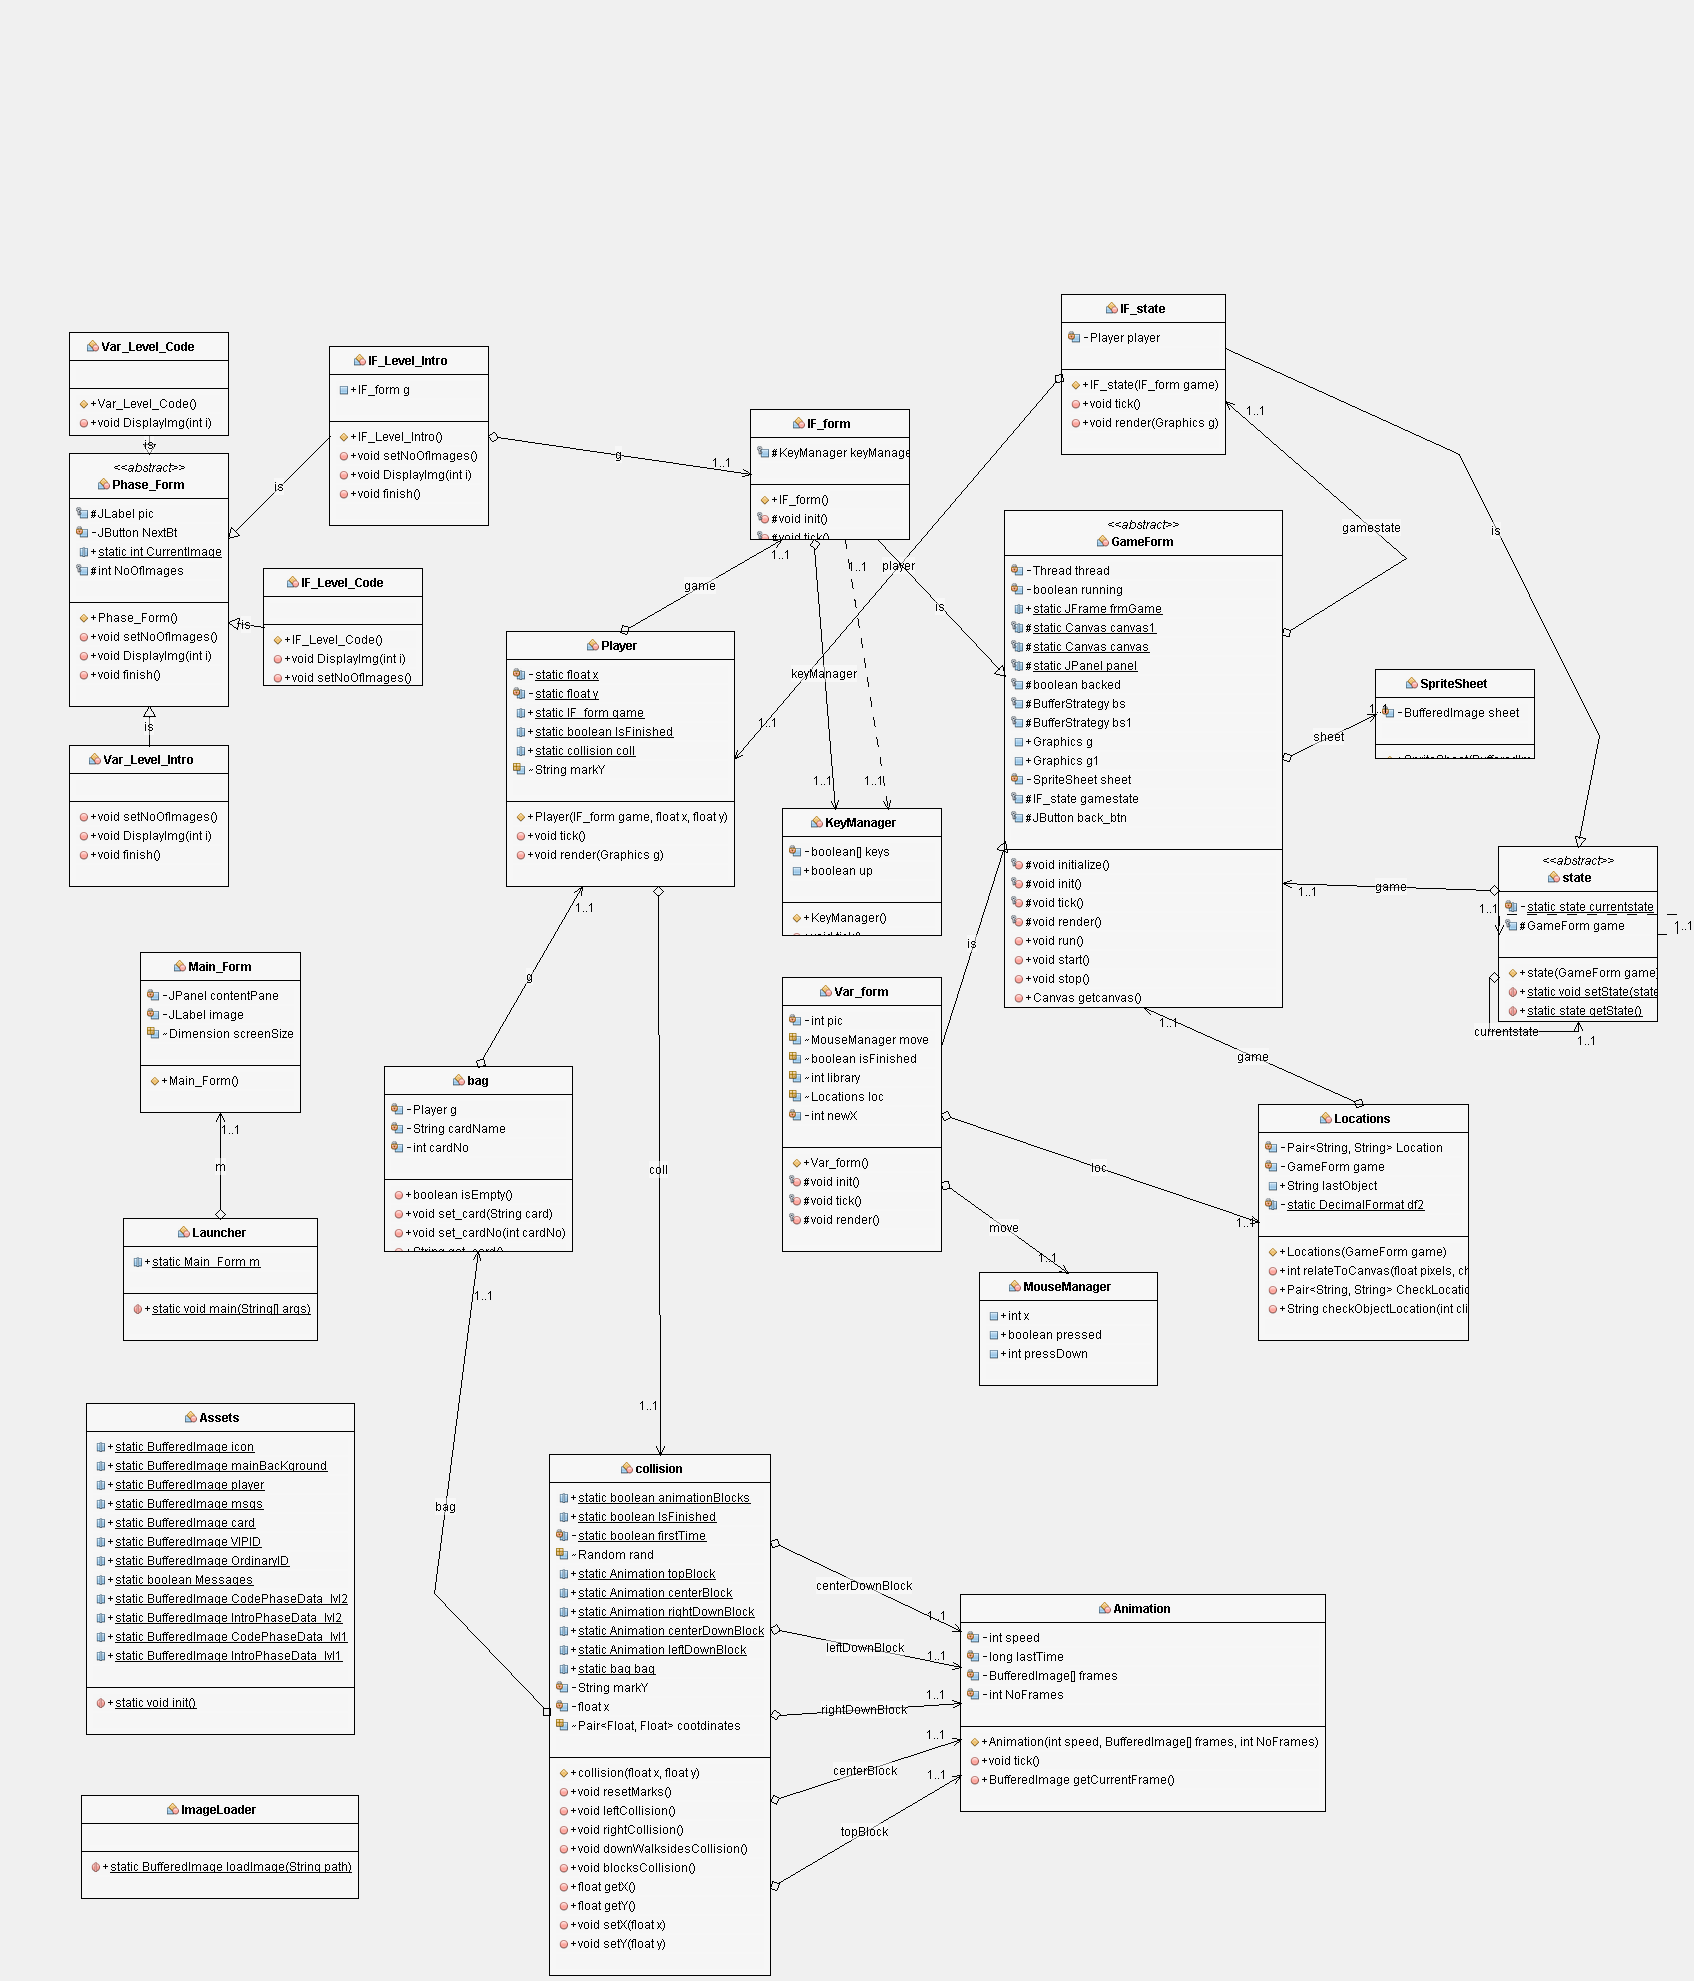 IF_state
- Player player
+ IF_state(IF_form game)
+ void tick()
+ void render(Graphics g)
Var_Level_Code
+ Var_Level_Code()
+ void DisplayImg(int i)
is
IF_Level_Intro
+ IF_form g
+ IF_Level_Intro()
+ void setNoOfImages()
+ void DisplayImg(int i)
+ void finish()
is
g
1..1
IF_form
# KeyManager keyManage
+ IF_form()
# void init()
# void tick()
1..1
1..1
1..1
<<abstract>>
Phase_Form
# JLabel pic
- JButton NextBt
+ static int CurrentImage
# int NoOfImages
+ Phase_Form()
+ void setNoOfImages()
+ void DisplayImg(int i)
+ void finish()
is
IF_Level_Code
+ IF_Level_Code()
+ void DisplayImg(int i)
+ void setNoOfImages()
is
Var_Level_Intro
+ void setNoOfImages()
+ void DisplayImg(int i)
+ void finish()
game
player
is
keyManager
1..1
1..1
1..1
gamestate
is
<<abstract>>
GameForm
- Thread thread
- boolean running
+ static JFrame frmGame
# static Canvas canvas1
# static Canvas canvas
# static JPanel panel
# boolean backed
# BufferStrategy bs
# BufferStrategy bs1
+ Graphics g
+ Graphics g1
- SpriteSheet sheet
# IF_state gamestate
# JButton back_btn
# void initialize()
# void init()
# void tick()
# void render()
+ void run()
+ void start()
+ void stop()
+ Canvas getcanvas()
sheet
1..1
SpriteSheet
- BufferedImage sheet
Player
- static float x
- static float y
+ static IF_form game
+ static boolean IsFinished
+ static collision coll
~ String markY
+ Player(IF_form game, float x, float y)
+ void tick()
+ void render(Graphics g)
1..1
KeyManager
- boolean[] keys
+ boolean up
+ KeyManager()
+ void tick()
<<abstract>>
state
- static state currentstate
# GameForm game
+ state(GameForm game)
+ static void setState(state
+ static state getState()
game
1..1
1..1
1..1
currentstate
1..1
is
Var_form
- int pic
~ MouseManager move
~ boolean isFinished
~ int library
~ Locations loc
- int newX
+ Var_form()
# void init()
# void tick()
# void render()
Main_Form
- JPanel contentPane
- JLabel image
~ Dimension screenSize
+ Main_Form()
1..1
m
g
bag
- Player g
- String cardName
- int cardNo
+ boolean isEmpty()
+ void set_card(String card)
+ void set_cardNo(int cardNo)
+ String get_card()
1..1
coll
1..1
1..1
game
Locations
- Pair<String, String> Location
- GameForm game
+ String lastObject
- static DecimalFormat df2
+ Locations(GameForm game)
+ int relateToCanvas(float pixels, ch
+ Pair<String, String> CheckLocatio
+ String checkObjectLocation(int cli
loc
1..1
move
1..1
MouseManager
+ int x
+ boolean pressed
+ int pressDown
Launcher
+ static Main_Form m
+ static void main(String[] args)
Assets
+ static BufferedImage icon
+ static BufferedImage mainBacKground
+ static BufferedImage player
+ static BufferedImage msgs
+ static BufferedImage card
+ static BufferedImage VIPID
+ static BufferedImage OrdinaryID
+ static boolean Messages
+ static BufferedImage CodePhaseData_lvl2
+ static BufferedImage IntroPhaseData_lvl2
+ static BufferedImage CodePhaseData_lvl1
+ static BufferedImage IntroPhaseData_lvl1
+ static void init()
bag
collision
+ static boolean animationBlocks
+ static boolean IsFinished
- static boolean firstTime
~ Random rand
+ static Animation topBlock
+ static Animation centerBlock
+ static Animation rightDownBlock
+ static Animation centerDownBlock
+ static Animation leftDownBlock
+ static bag bag
- String markY
- float x
~ Pair<Float, Float> cootdinates
+ collision(float x, float y)
+ void resetMarks()
+ void leftCollision()
+ void rightCollision()
+ void downWalksidesCollision()
+ void blocksCollision()
+ float getX()
+ float getY()
+ void setX(float x)
+ void setY(float y)
centerDownBlock
1..1
leftDownBlock
1..1
rightDownBlock
1..1
centerBlock
1..1
topBlock
1..1
Animation
- int speed
- long lastTime
- BufferedImage[] frames
- int NoFrames
+ Animation(int speed, BufferedImage[] frames, int NoFrames)
+ void tick()
+ BufferedImage getCurrentFrame()
ImageLoader
+ static BufferedImage loadImage(String path)